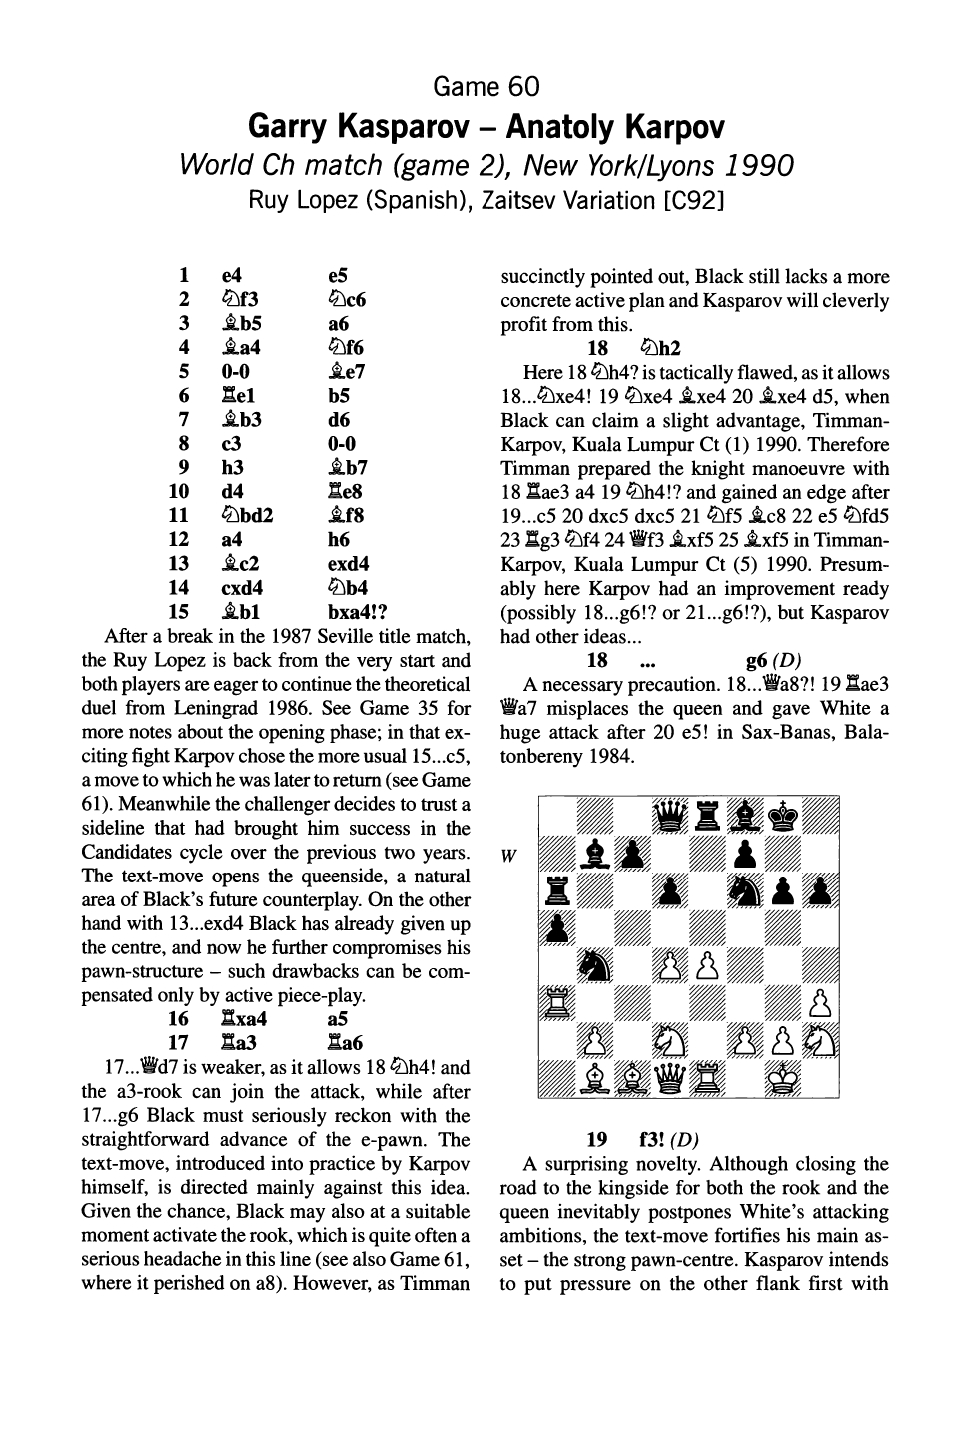 Game 60
Garry Kasparov – Anatoly Karpov
World Ch match (game 2), New York/Lyons 1990
Ruy Lopez (Spanish), Zaitsev Variation [C92]
1 e4 e5
2 ♘f3 ♘c6
3 ♗b5 a6
4 ♗a4 ♘f6
5 0-0 ♗e7
6 ♖e1 b5
7 ♗b3 d6
8 c3 0-0
9 h3 ♗b7
10 d4 ♖e8
11 ♘bd2 ♗f8
12 a4 h6
13 ♗c2 exd4
14 cxd4 ♘b4
15 ♗b1 bxa4!?
After a break in the 1987 Seville title match,
the Ruy Lopez is back from the very start and
both players are eager to continue the theoretical
duel from Leningrad 1986. See Game 35 for
more notes about the opening phase; in that ex-
citing fight Karpov chose the more usual 15...c5,
a move to which he was later to return (see Game
61). Meanwhile the challenger decides to trust a
sideline that had brought him success in the
Candidates cycle over the previous two years.
The text-move opens the queenside, a natural
area of Black's future counterplay. On the other
hand with 13...exd4 Black has already given up
the centre, and now he further compromises his
pawn-structure – such drawbacks can be com-
pensated only by active piece-play.
16 ♖xa4 a5
17 ♖a3 ♖a6
17...♕d7 is weaker, as it allows 18 ♘h4! and
the a3-rook can join the attack, while after
17...g6 Black must seriously reckon with the
straightforward advance of the e-pawn. The
text-move, introduced into practice by Karpov
himself, is directed mainly against this idea.
Given the chance, Black may also at a suitable
moment activate the rook, which is quite often a
serious headache in this line (see also Game 61,
where it perished on a8). However, as Timman
succinctly pointed out, Black still lacks a more
concrete active plan and Kasparov will cleverly
profit from this.
18 ♘h2
Here 18 ♘h4? is tactically flawed, as it allows
18...♘xe4! 19 ♘xe4 ♗xe4 20 ♗xe4 d5, when
Black can claim a slight advantage, Timman-
Karpov, Kuala Lumpur Ct (1) 1990. Therefore
Timman prepared the knight manoeuvre with
18 ♖ae3 a4 19 ♘h4!? and gained an edge after
19...c5 20 dxc5 dxc5 21 ♘f5 ♗c8 22 e5 ♘fd5
23 ♖g3 ♘f4 24 ♕f3 ♗xf5 25 ♗xf5 in Timman-
Karpov, Kuala Lumpur Ct (5) 1990. Presum-
ably here Karpov had an improvement ready
(possibly 18...g6!? or 21...g6!?), but Kasparov
had other ideas...
18 ... g6 (D)
A necessary precaution. 18...♕a8?! 19 ♖ae3
♕a7 misplaces the queen and gave White a
huge attack after 20 e5! in Sax-Banas, Bala-
tonbereny 1984.
W
19 f3! (D)
A surprising novelty. Although closing the
road to the kingside for both the rook and the
queen inevitably postpones White's attacking
ambitions, the text-move fortifies his main as-
set – the strong pawn-centre. Kasparov intends
to put pressure on the other flank first with